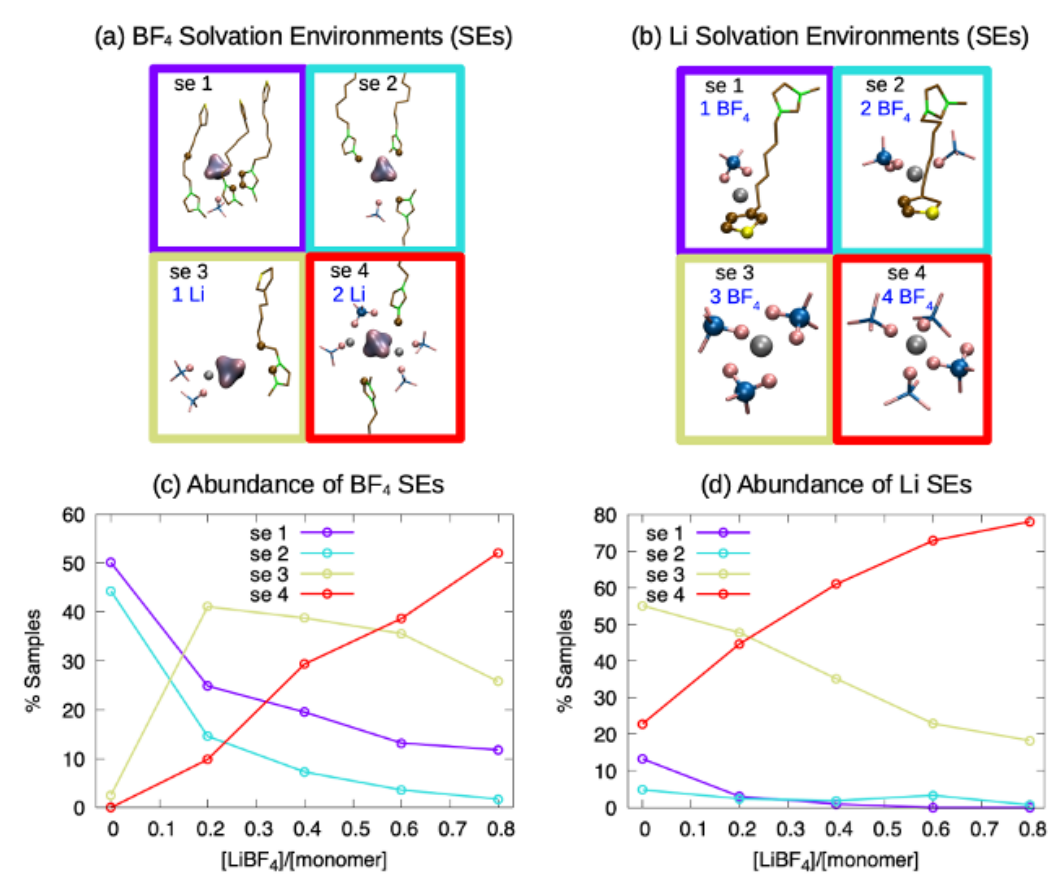 (a) BF₄ Solvation Environments (SEs)
se 1
se 2
se 3
1 Li
se 4
2 Li
(b) Li Solvation Environments (SEs)
se 1
1 BF₄
se 2
2 BF₄
se 3
3 BF₄
se 4
4 BF₄
(c) Abundance of BF₄ SEs
60
50
40
30
20
10
0
% Samples
se 1
se 2
se 3
se 4
0 0.1 0.2 0.3 0.4 0.5 0.6 0.7 0.8
[LiBF₄]/[monomer]
(d) Abundance of Li SEs
80
70
60
50
40
30
20
10
0
% Samples
se 1
se 2
se 3
se 4
0 0.1 0.2 0.3 0.4 0.5 0.6 0.7 0.8
[LiBF₄]/[monomer]